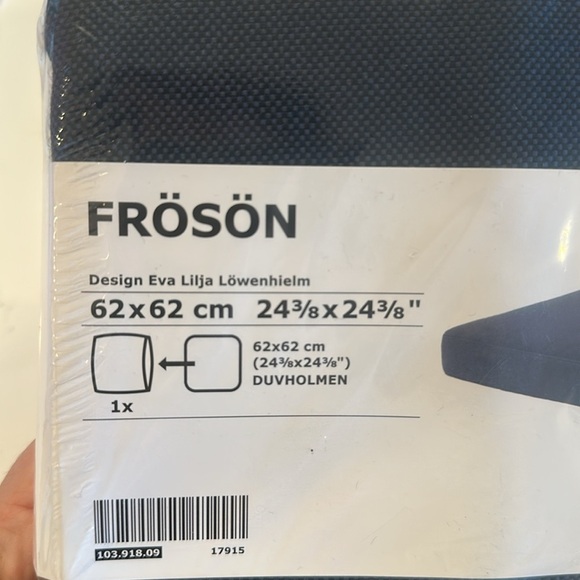 FRÖSÖN
Design Eva Lilja Löwenhielm
62x62 cm 24⅜x24⅜"
62x62 cm
(24⅜x24⅜")
DUVHOLMEN
1x
103.918.09 17915